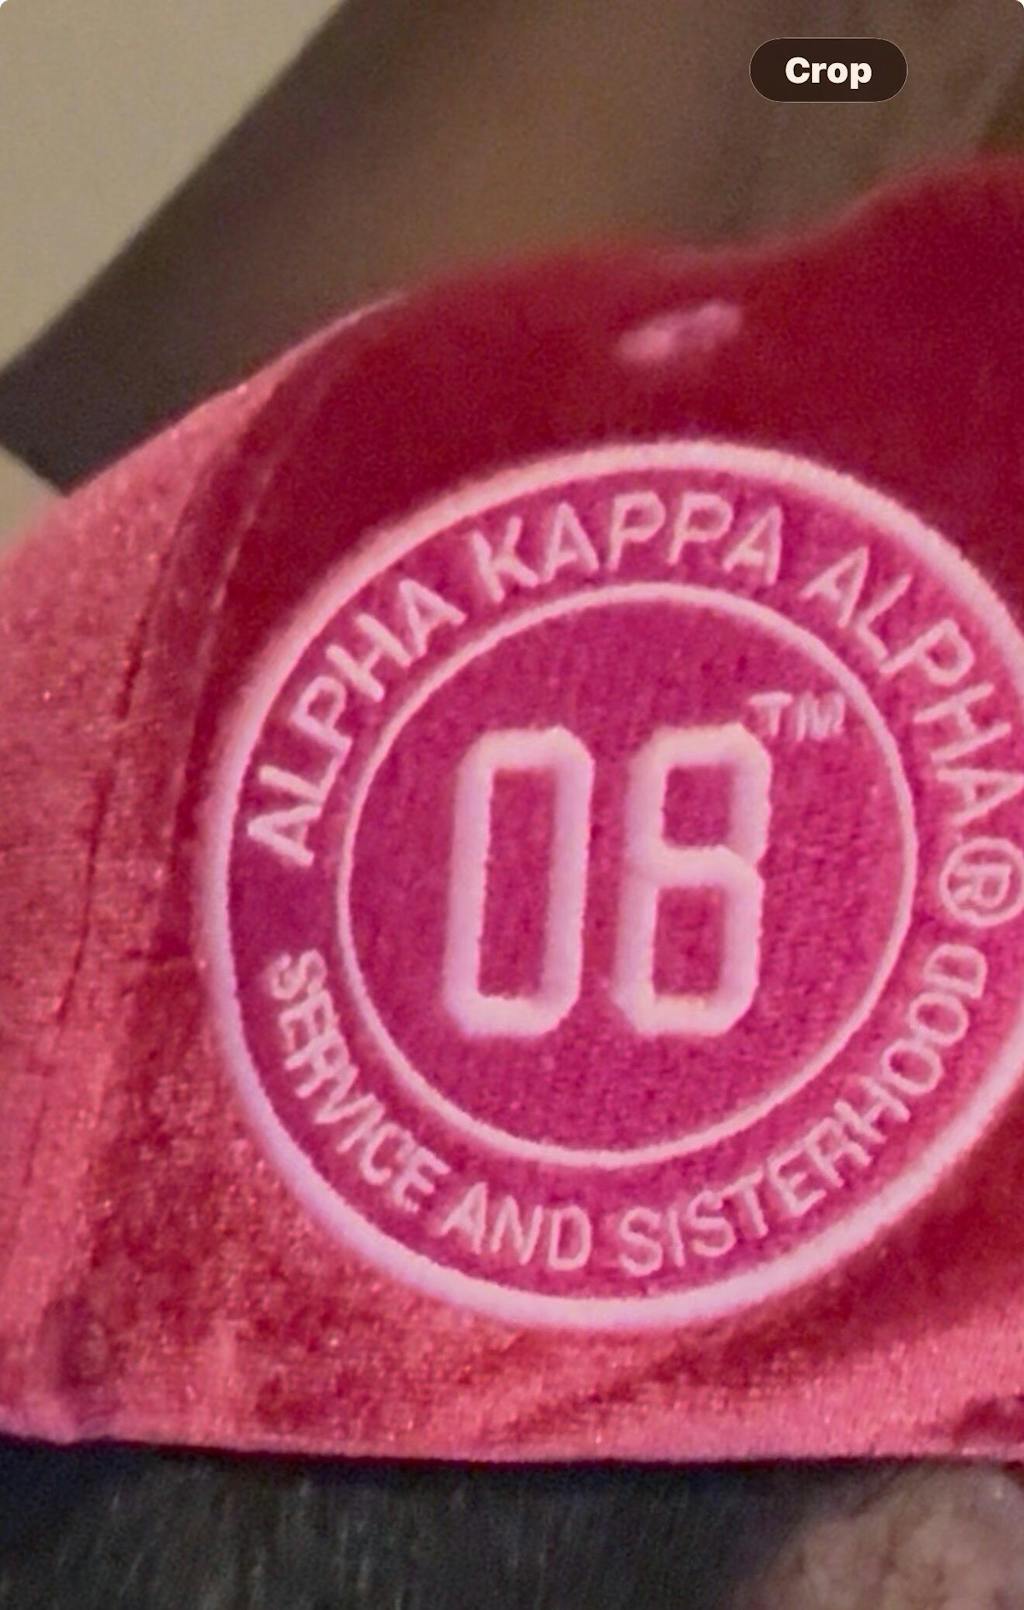 Crop
ALPHA KAPPA ALPHA®
08™
SERVICE AND SISTERHOOD